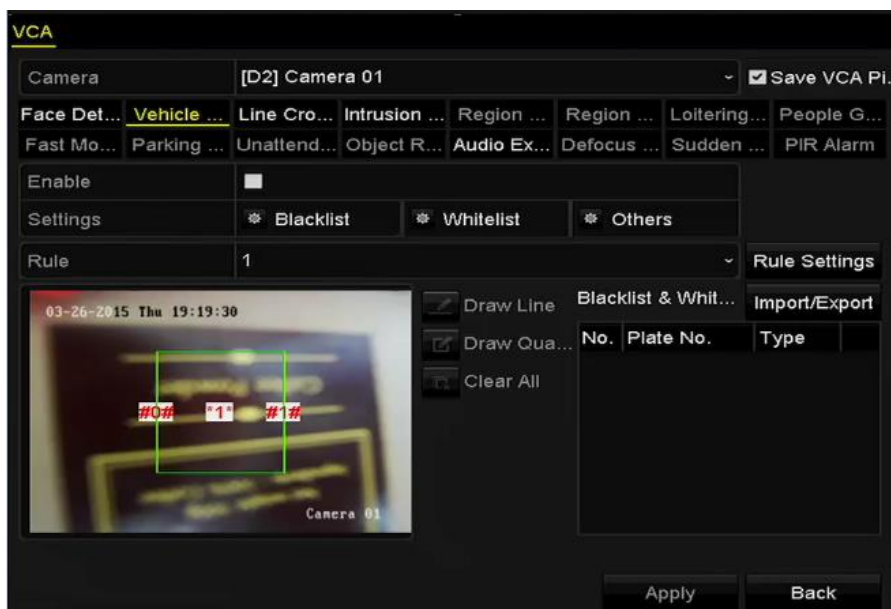 VCA
Camera [D2] Camera 01 Save VCA Pi.
Face Det... Vehicle ... Line Cro... Intrusion ... Region ... Region ... Loitering... People G...
Fast Mo... Parking ... Unattend... Object R... Audio Ex... Defocus ... Sudden ... PIR Alarm
Enable
Settings Blacklist Whitelist Others
Rule 1 Rule Settings
03-26-2015 Thu 19:19:30
Draw Line Blacklist & Whit... Import/Export
Draw Qua... No. Plate No. Type
Clear All
#0# *1* #1#
Camera 01
Apply Back